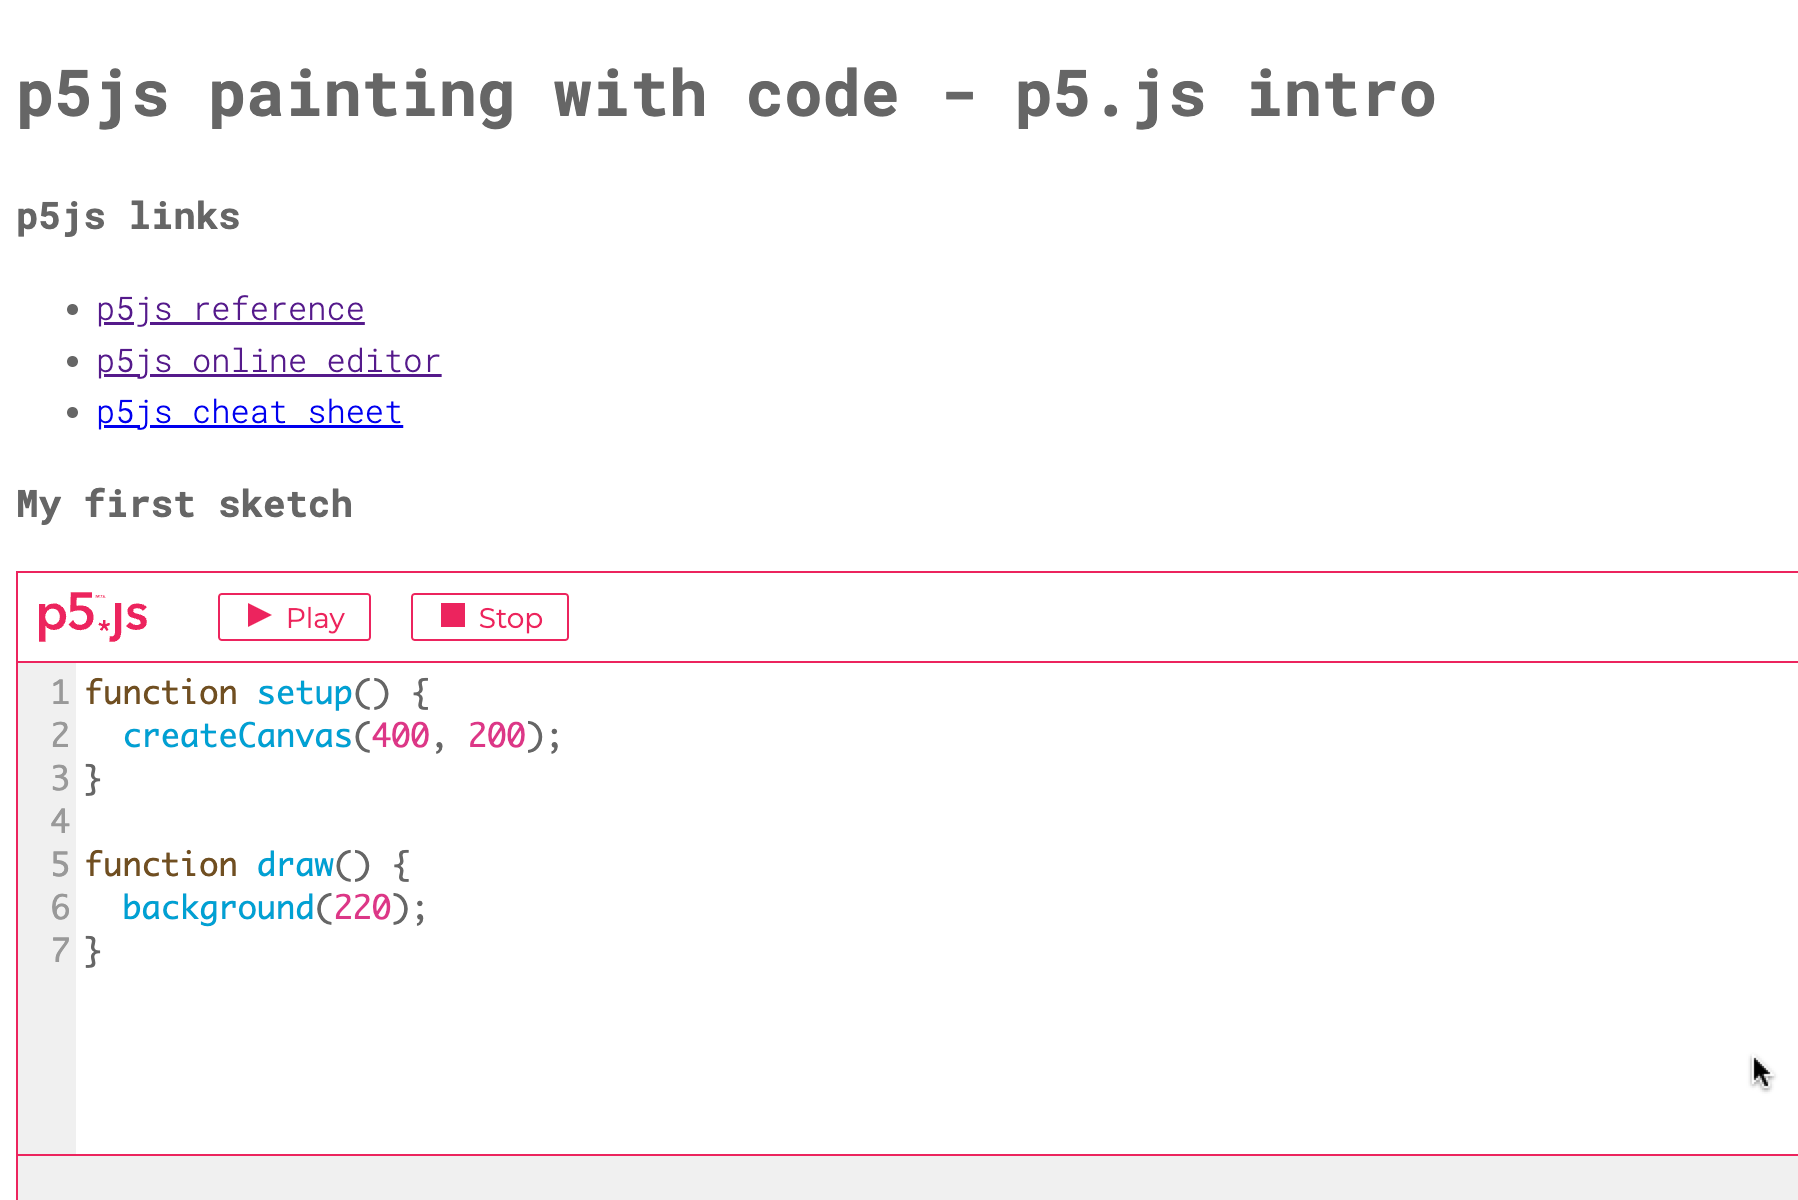 p5js painting with code - p5.js intro
p5js links
p5js reference
p5js online editor
p5js cheat sheet
My first sketch
p5*js Play Stop
1 function setup() {
2   createCanvas(400, 200);
3 }
4
5 function draw() {
6   background(220);
7 }